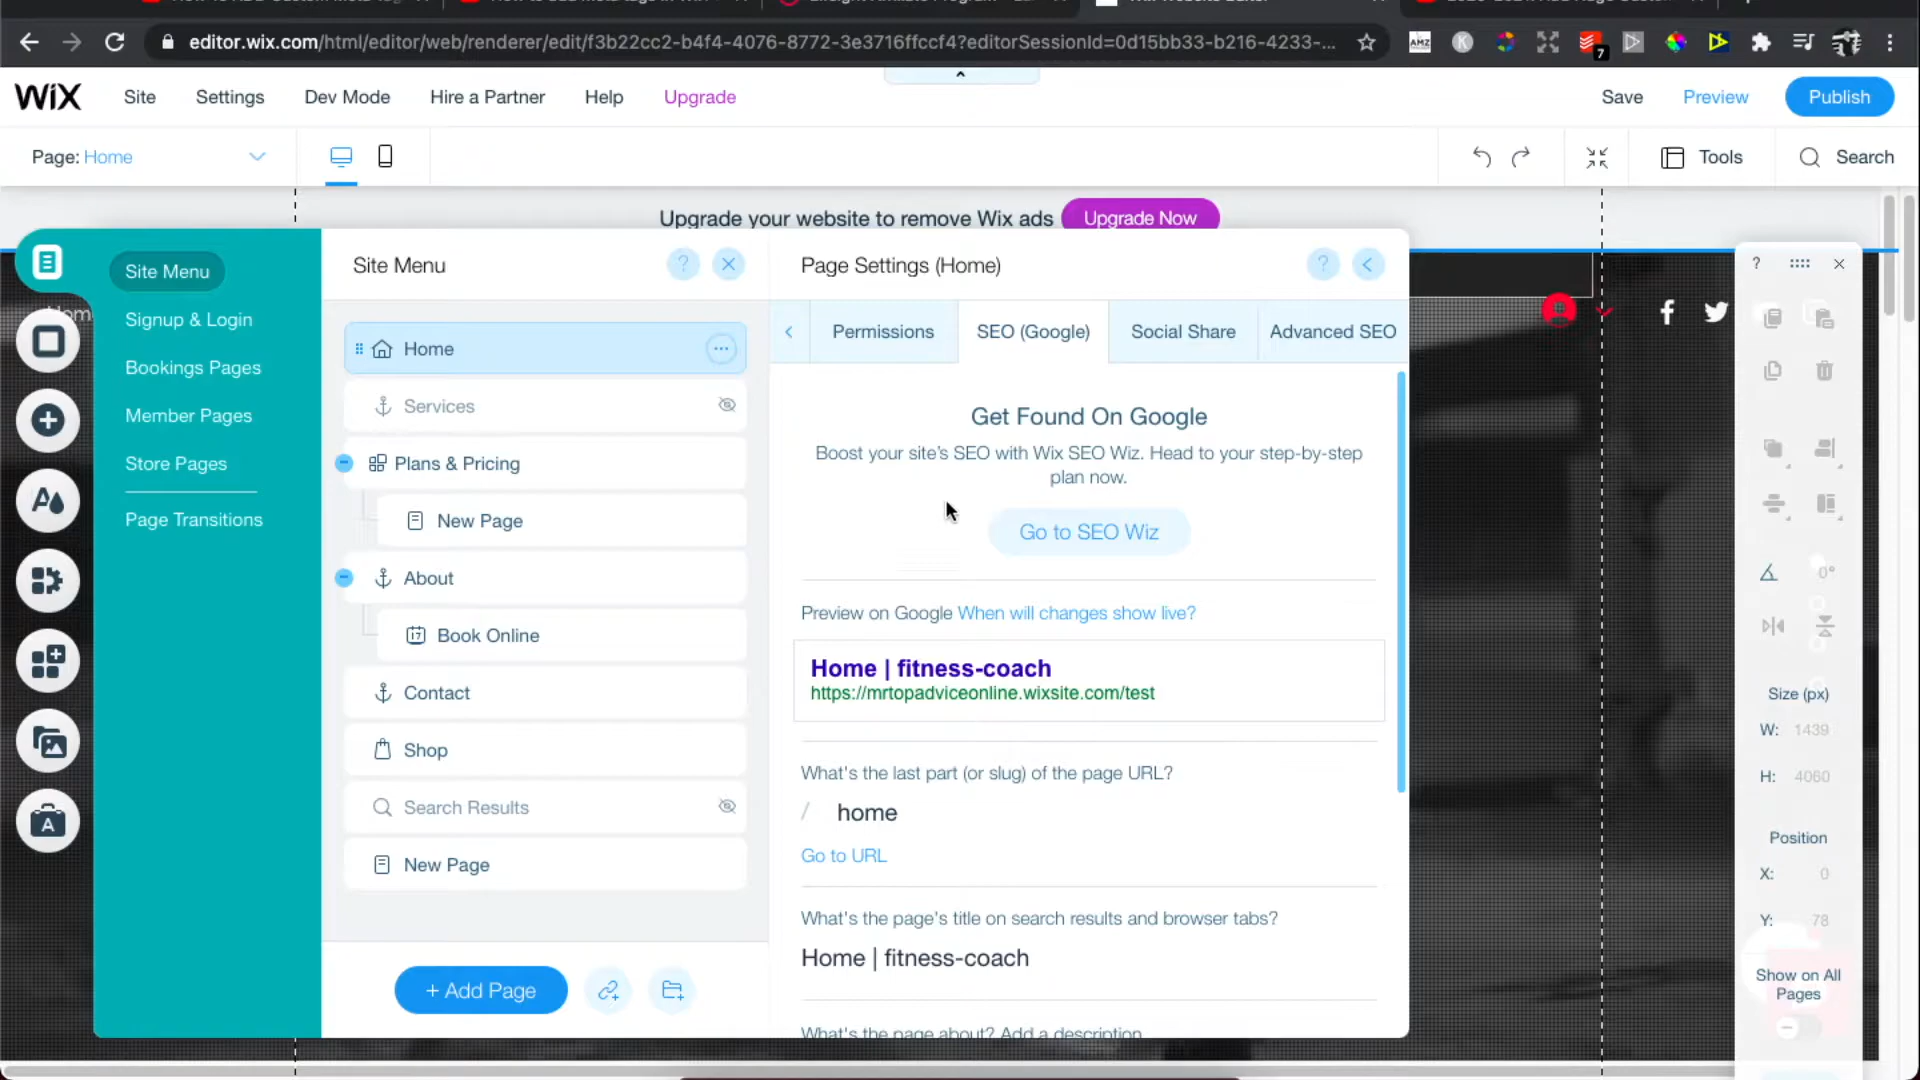 editor.wix.com/html/editor/web/renderer/edit/f3b22cc2-b4f4-4076-8772-3e3716ffccf4?editorSessionId=0d15bb33-b216-4233-...
AMZ
K
7
WiX
Site
Settings
Dev Mode
Hire a Partner
Help
Upgrade
Save
Preview
Publish
Page: Home
Tools
Search
Upgrade your website to remove Wix ads
Upgrade Now
Site Menu
Signup & Login
Bookings Pages
Member Pages
Store Pages
Page Transitions
Site Menu
?
Home
Services
Plans & Pricing
New Page
About
17
Book Online
Contact
Shop
Search Results
New Page
+ Add Page
Page Settings (Home)
?
Permissions
SEO (Google)
Social Share
Advanced SEO
Get Found On Google
Boost your site's SEO with Wix SEO Wiz. Head to your step-by-step
plan now.
Go to SEO Wiz
Preview on Google When will changes show live?
Home | fitness-coach
https://mrtopadviceonline.wixsite.com/test
What's the last part (or slug) of the page URL?
/ home
Go to URL
What's the page's title on search results and browser tabs?
Home | fitness-coach
What's the page about? Add a description
?
0°
Size (px)
W: 1439
H: 4060
Position
X: 0
Y: 78
Show on All
Pages